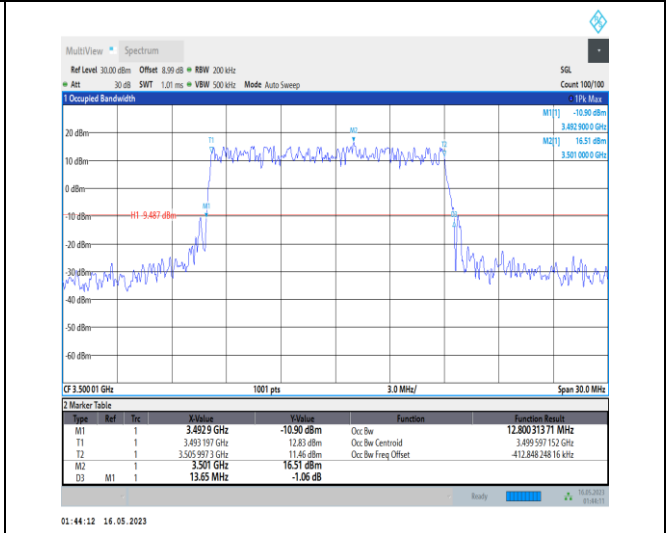 MultiView Spectrum
Ref Level 30.00 dBm Offset 8.99 dB RBW 200 kHz SGL
Att 30 dB SWT 1.01 ms VBW 500 kHz Mode Auto Sweep Count 100/100
1 Occupied Bandwidth 1Pk Max
M1[1] -10.90 dBm
3.492 900 0 GHz
M2[1] 16.51 dBm
3.501 000 0 GHz
20 dBm
M2
T1
T2
10 dBm
0 dBm
M1
-10 dBm
H1 -9.487 dBm
D3
-20 dBm
-30 dBm
-40 dBm
-50 dBm
-60 dBm
CF 3.500 01 GHz 1001 pts 3.0 MHz/ Span 30.0 MHz
2 Marker Table
Type Ref Trc X-Value Y-Value Function Function Result
M1 1 3.4929 GHz -10.90 dBm Occ Bw 12.800 313 71 MHz
T1 1 3.493 197 GHz 12.83 dBm Occ Bw Centroid 3.499 597 152 GHz
T2 1 3.505 997 3 GHz 11.46 dBm Occ Bw Freq Offset -412.848 248 16 kHz
M2 1 3.501 GHz 16.51 dBm
D3 M1 1 13.65 MHz -1.06 dB
Ready 16.05.2023
01:44:11
01:44:12 16.05.2023